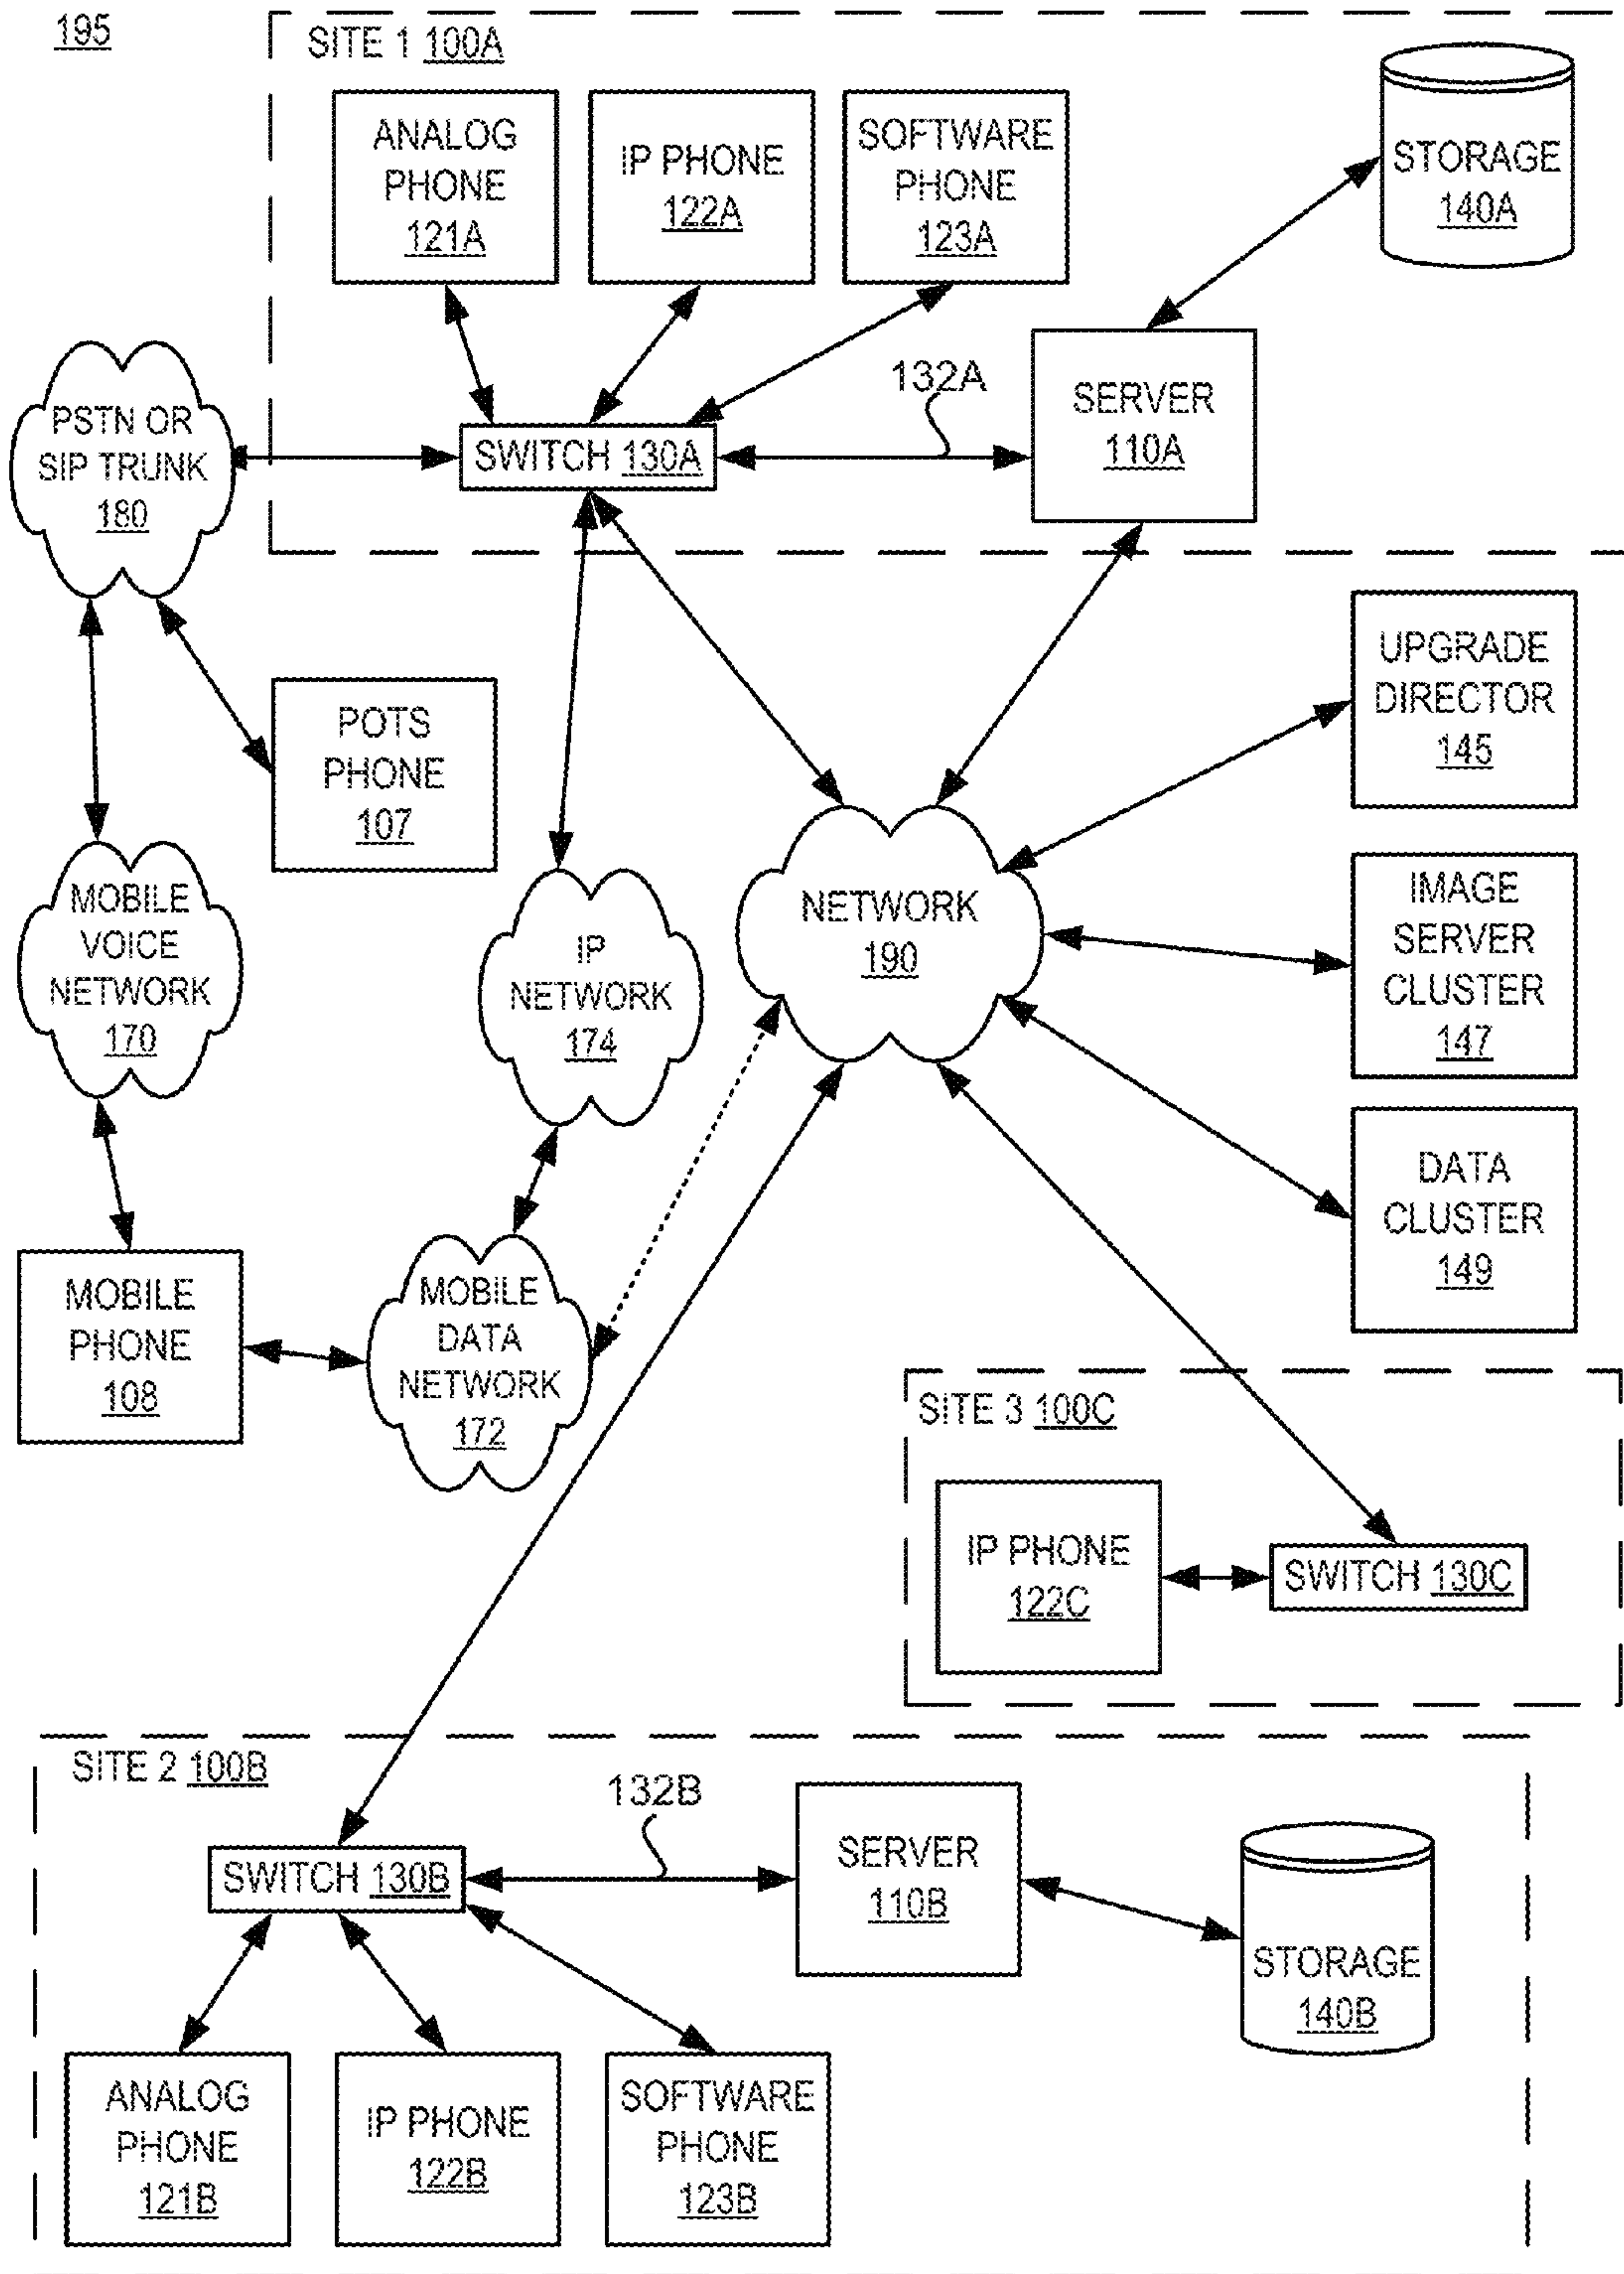 195
SITE 1 100A
ANALOG
PHONE
121A
IP PHONE
122A
SOFTWARE
PHONE
123A
STORAGE
140A
132A
SERVER
110A
PSTN OR
SIP TRUNK
180
SWITCH 130A
UPGRADE
DIRECTOR
145
POTS
PHONE
107
MOBILE
VOICE
NETWORK
170
IP
NETWORK
174
NETWORK
190
IMAGE
SERVER
CLUSTER
147
DATA
CLUSTER
149
MOBILE
PHONE
108
MOBILE
DATA
NETWORK
172
SITE 3 100C
IP PHONE
122C
SWITCH 130C
SITE 2 100B
132B
SWITCH 130B
SERVER
110B
STORAGE
140B
ANALOG
PHONE
121B
IP PHONE
122B
SOFTWARE
PHONE
123B